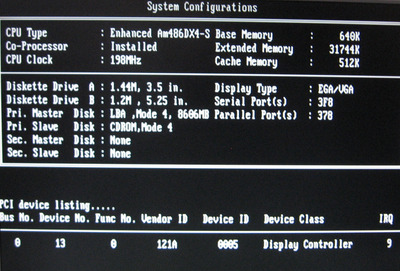 System Configurations
CPU Type : Enhanced Am486DX4-S Base Memory : 640K
Co-Processor : Installed Extended Memory : 31744K
CPU Clock : 198MHz Cache Memory : 512K
Diskette Drive A : 1.44M, 3.5 in. Display Type : EGA/VGA
Diskette Drive B : 1.2M , 5.25 in. Serial Port(s) : 3F8
Pri. Master Disk : LBA ,Mode 4, 8606MB Parallel Port(s) : 378
Pri. Slave Disk : CDROM,Mode 4
Sec. Master Disk : None
Sec. Slave Disk : None
PCI device listing.....
Bus No. Device No. Func No. Vendor ID Device ID Device Class IRQ
0 13 0 121A 0005 Display Controller 9